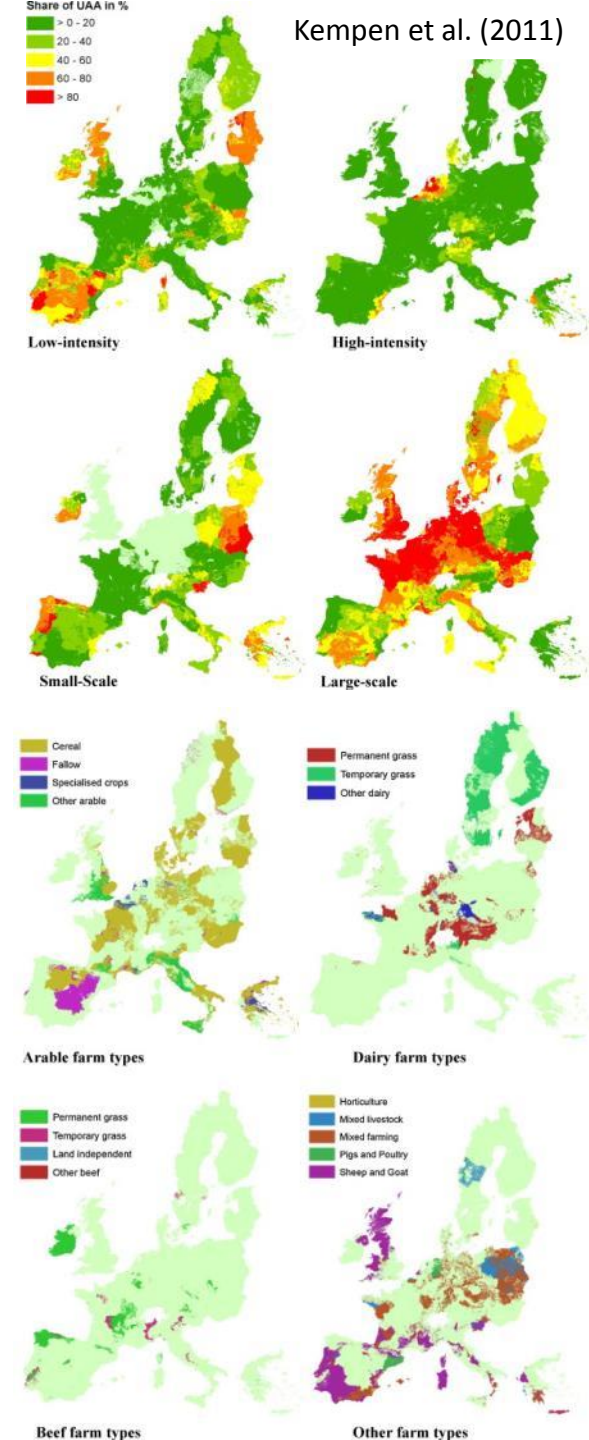 Share of UAA in %
Kempen et al. (2011)
> 0 - 20
20 - 40
40 - 60
60 - 80
> 80
Low-intensity
High-intensity
Small-Scale
Large-scale
Cereal
Fallow
Specialised crops
Other arable
Permanent grass
Temporary grass
Other dairy
Arable farm types
Dairy farm types
Permanent grass
Temporary grass
Land independent
Other beef
Horticulture
Mixed livestock
Mixed farming
Pigs and Poultry
Sheep and Goat
Beef farm types
Other farm types